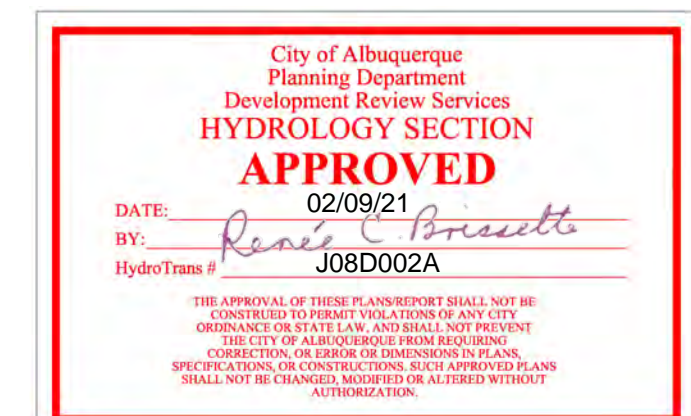 City of Albuquerque
Planning Department
Development Review Services
HYDROLOGY SECTION
APPROVED
DATE: 02/09/21
BY: Renée C. Brissette
HydroTrans # J08D002A
THE APPROVAL OF THESE PLANS/REPORT SHALL NOT BE
CONSTRUED TO PERMIT VIOLATIONS OF ANY CITY
ORDINANCE OR STATE LAW, AND SHALL NOT PREVENT
THE CITY OF ALBUQUERQUE FROM REQUIRING
CORRECTION, OR ERROR OR DIMENSIONS IN PLANS,
SPECIFICATIONS, OR CONSTRUCTIONS. SUCH APPROVED PLANS
SHALL NOT BE CHANGED, MODIFIED OR ALTERED WITHOUT
AUTHORIZATION.